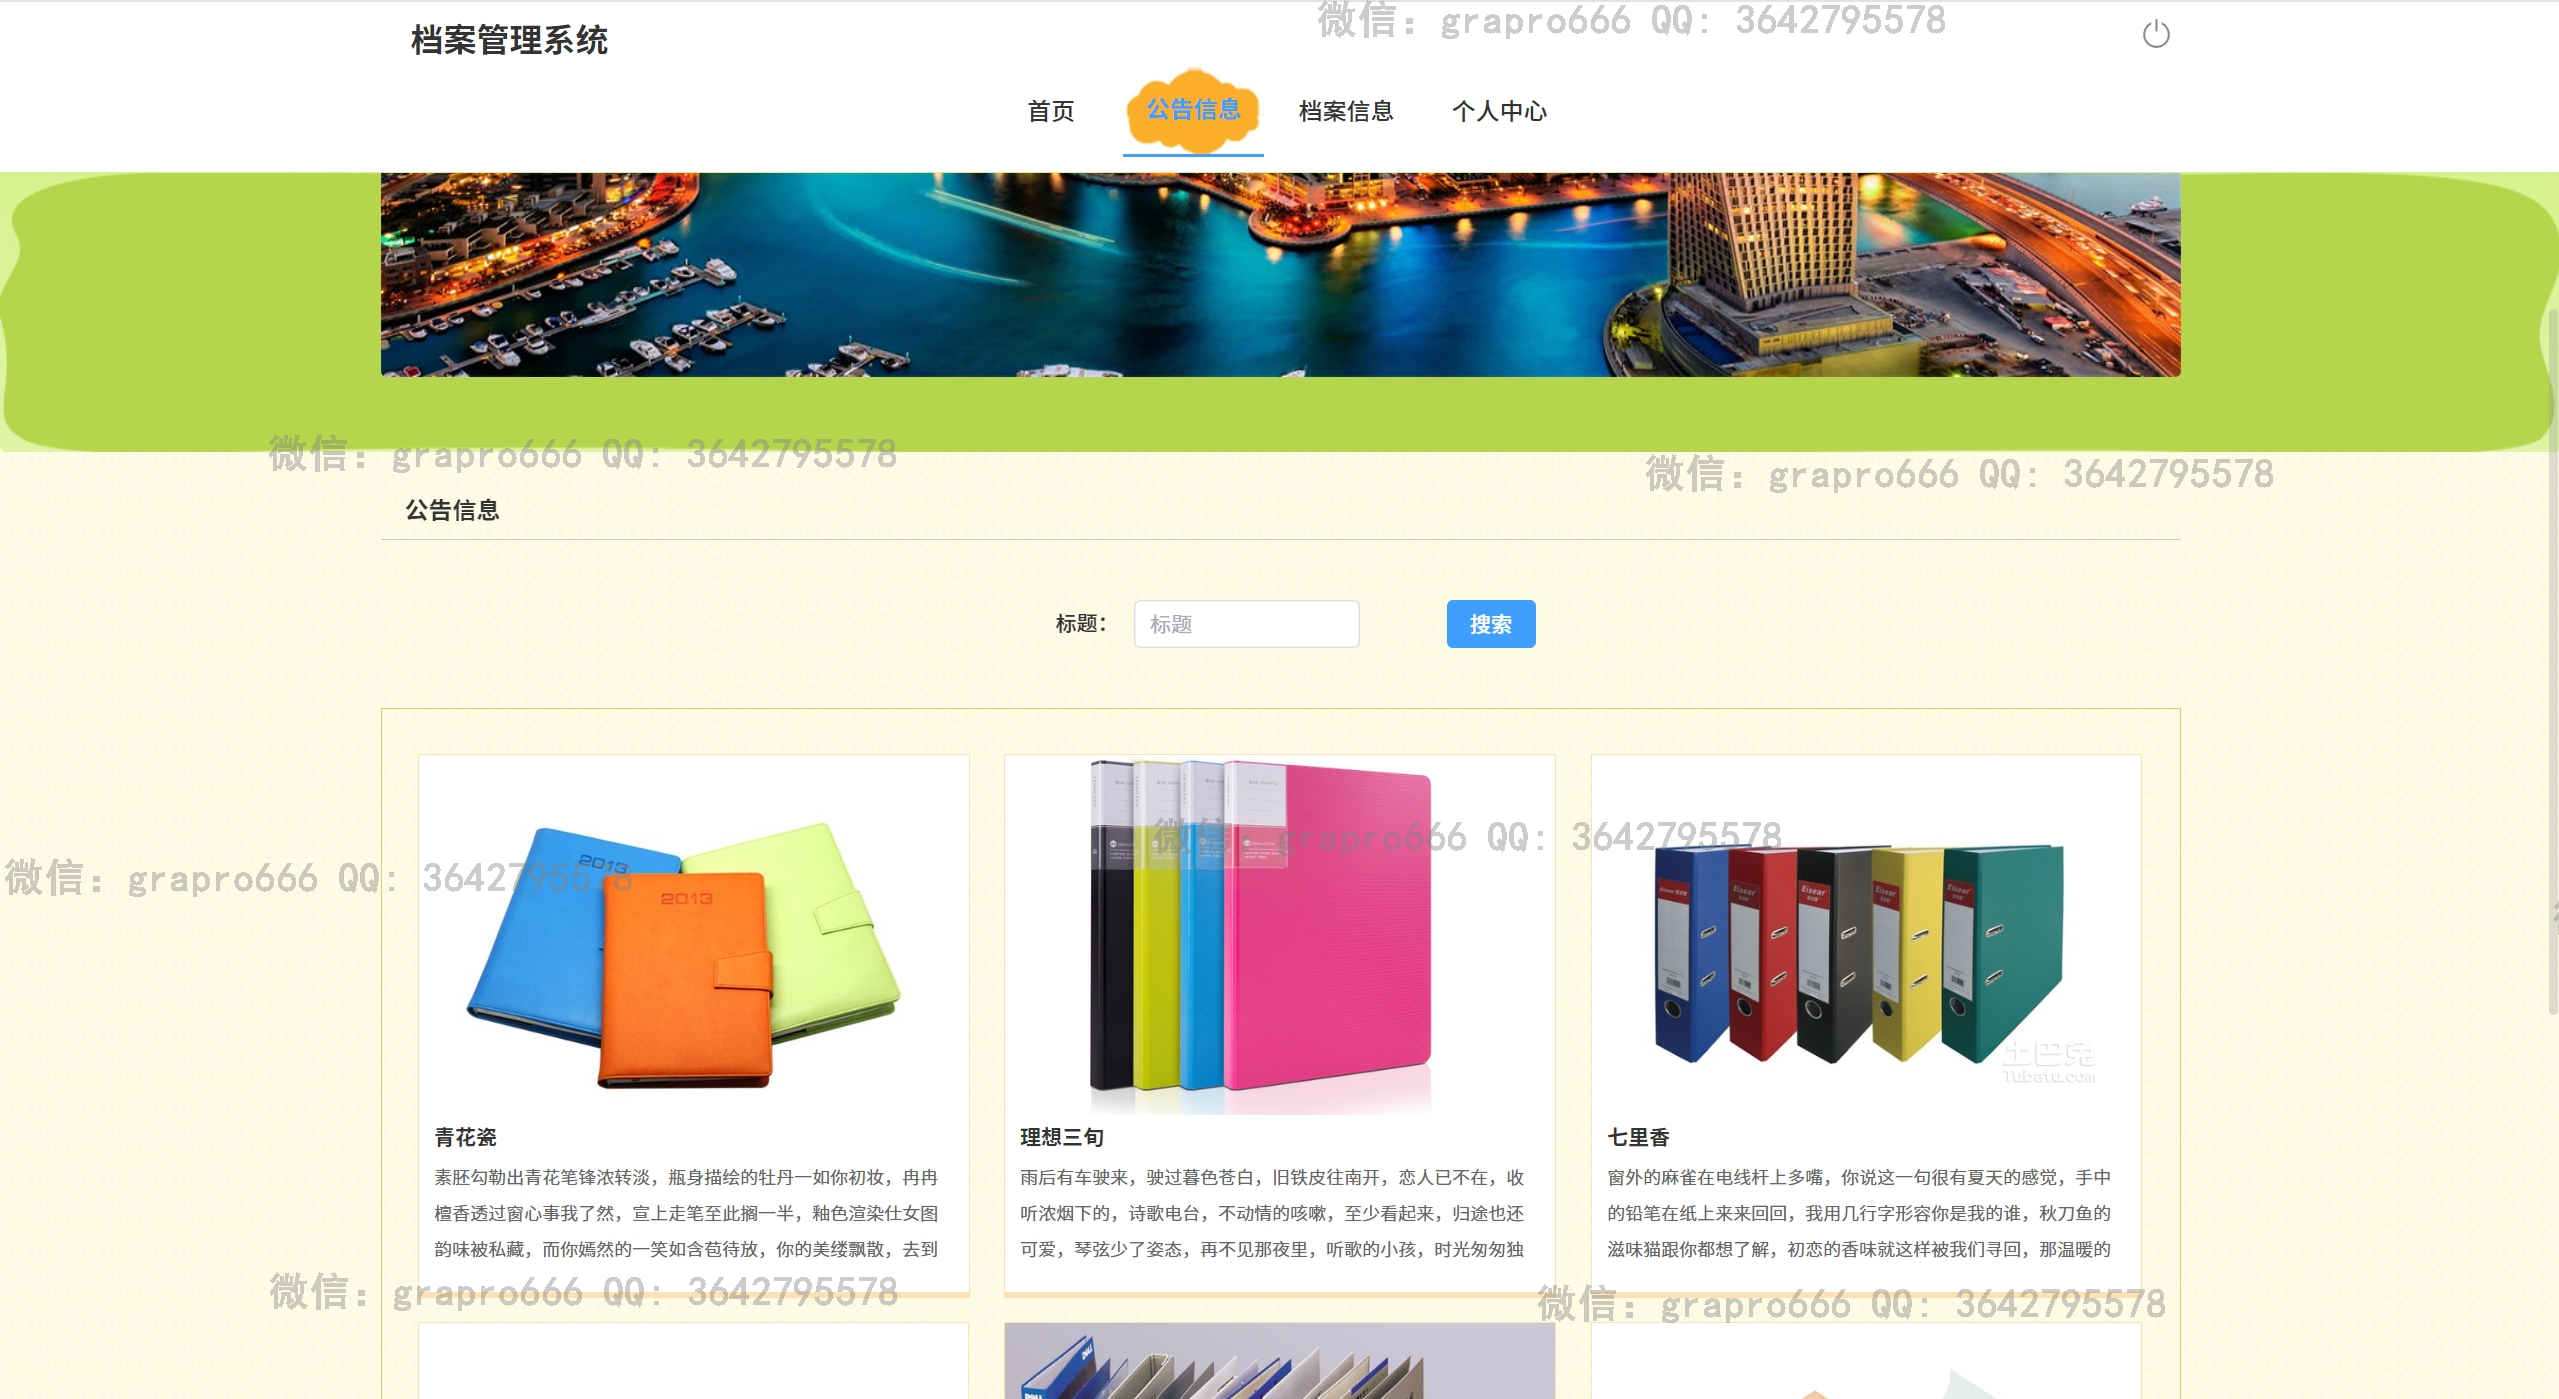 档案管理系统
微信: grapro666 QQ: 3642795578
首页
公告信息
档案信息
个人中心
微信: grapro666 QQ: 3642795578
微信: grapro666 QQ: 3642795578
公告信息
标题：
标题
搜索
微信: grapro666 QQ: 3642795578
微信: grapro666 QQ: 3642795578
2013
2013
Eisear
Eisear
Eisear
Eisear
Eisear
土巴兔
Tubatu.com
青花瓷
素胚勾勒出青花笔锋浓转淡，瓶身描绘的牡丹一如你初妆，冉冉
檀香透过窗心事我了然，宣上走笔至此搁一半，釉色渲染仕女图
韵味被私藏，而你嫣然的一笑如含苞待放，你的美缕飘散，去到
理想三旬
雨后有车驶来，驶过暮色苍白，旧铁皮往南开，恋人已不在，收
听浓烟下的，诗歌电台，不动情的咳嗽，至少看起来，归途也还
可爱，琴弦少了姿态，再不见那夜里，听歌的小孩，时光匆匆独
七里香
窗外的麻雀在电线杆上多嘴，你说这一句很有夏天的感觉，手中
的铅笔在纸上来来回回，我用几行字形容你是我的谁，秋刀鱼的
滋味猫跟你都想了解，初恋的香味就这样被我们寻回，那温暖的
微信: grapro666 QQ: 3642795578
微信: grapro666 QQ: 3642795578
DELL
DELL